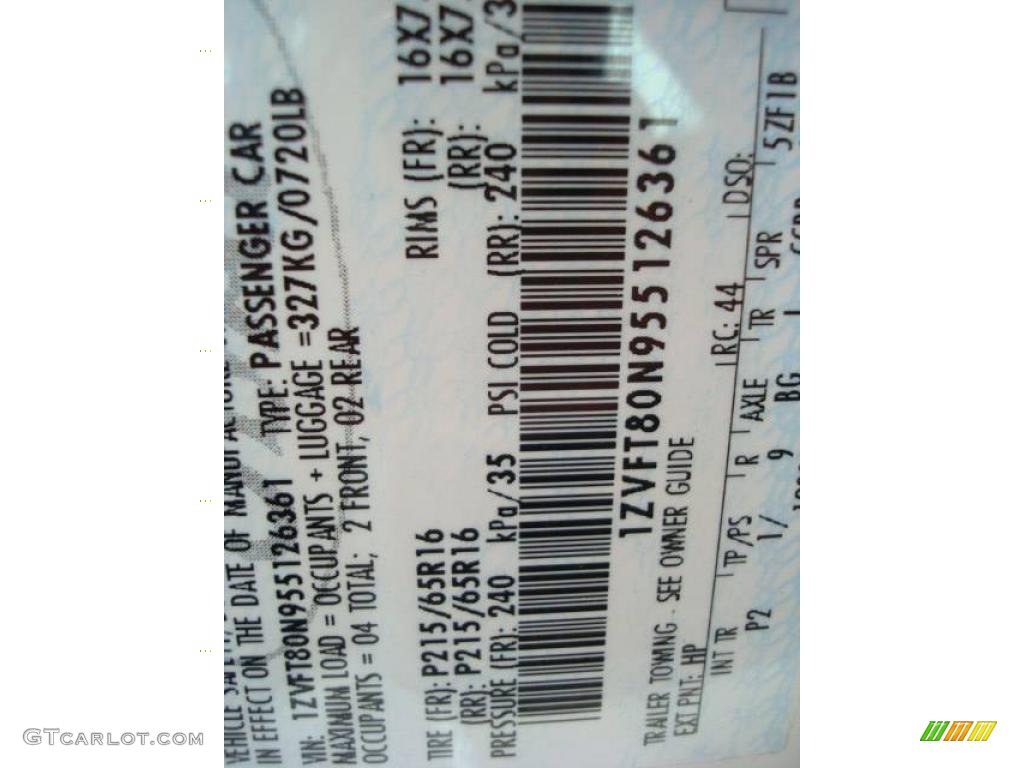 IN EFFECT ON THE DATE OF
VIN: 1ZVFT80N955126361 TYPE: PASSENGER CAR
MAXIMUM LOAD = OCCUPANTS + LUGGAGE =327KG/0720LB
OCCUPANTS = 04 TOTAL; 2 FRONT, 02 REAR
TIRE (FR): P215/65R16 RIMS (FR): 16X7
(RR): P215/65R16 (RR): 16X7
PRESSURE (FR): 240 kPa/35 PSI COLD (RR): 240 kPa/3
1ZVFT80N955126361
TRAILER TOWING - SEE OWNER GUIDE
EXT PNT: HP RC: 44 DSO:
INT TR TP/PS R AXLE TR SPR
P2 1/ 9 BG J 5ZF1B
GTCARLOT.COM